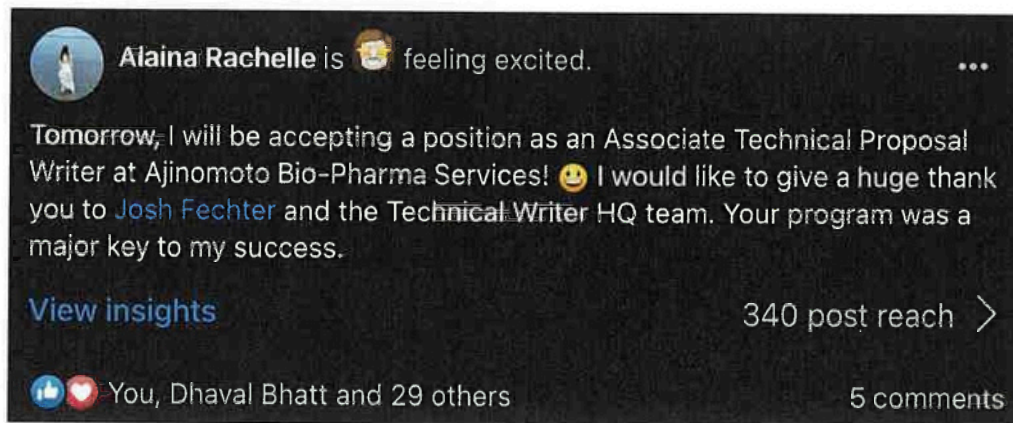 Alaina Rachelle is 🤩 feeling excited.
...
Tomorrow, I will be accepting a position as an Associate Technical Proposal
Writer at Ajinomoto Bio-Pharma Services! 😃 I would like to give a huge thank
you to Josh Fechter and the Technical Writer HQ team. Your program was a
major key to my success.
View insights
340 post reach >
You, Dhaval Bhatt and 29 others
5 comments